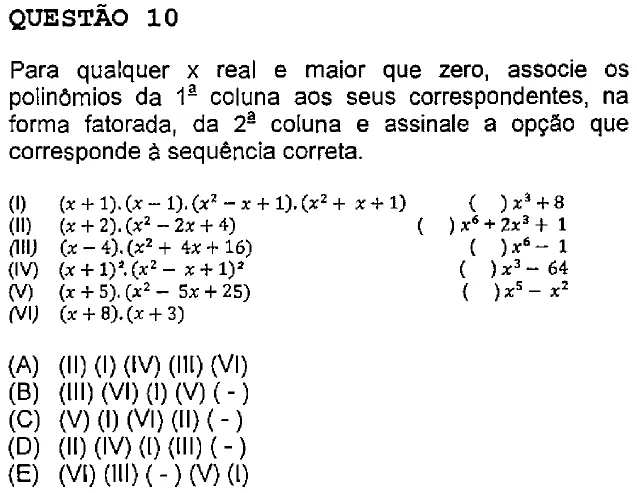 QUESTÃO 10
Para qualquer x real e maior que zero, associe os
polinômios da 1ª coluna aos seus correspondentes, na
forma fatorada, da 2ª coluna e assinale a opção que
corresponde à sequência correta.
(I) (x + 1).(x − 1).(x² − x + 1).(x² + x + 1) ( ) x³ + 8
(II) (x + 2).(x² − 2x + 4) ( ) x⁶ + 2x³ + 1
(III) (x − 4).(x² + 4x + 16) ( ) x⁶ − 1
(IV) (x + 1)².(x² − x + 1)² ( ) x³ − 64
(V) (x + 5).(x² − 5x + 25) ( ) x⁵ − x²
(VI) (x + 8).(x + 3)
(A) (II) (I) (IV) (III) (VI)
(B) (III) (VI) (I) (V) ( - )
(C) (V) (I) (VI) (II) ( - )
(D) (II) (IV) (I) (III) ( - )
(E) (VI) (III) ( - ) (V) (I)